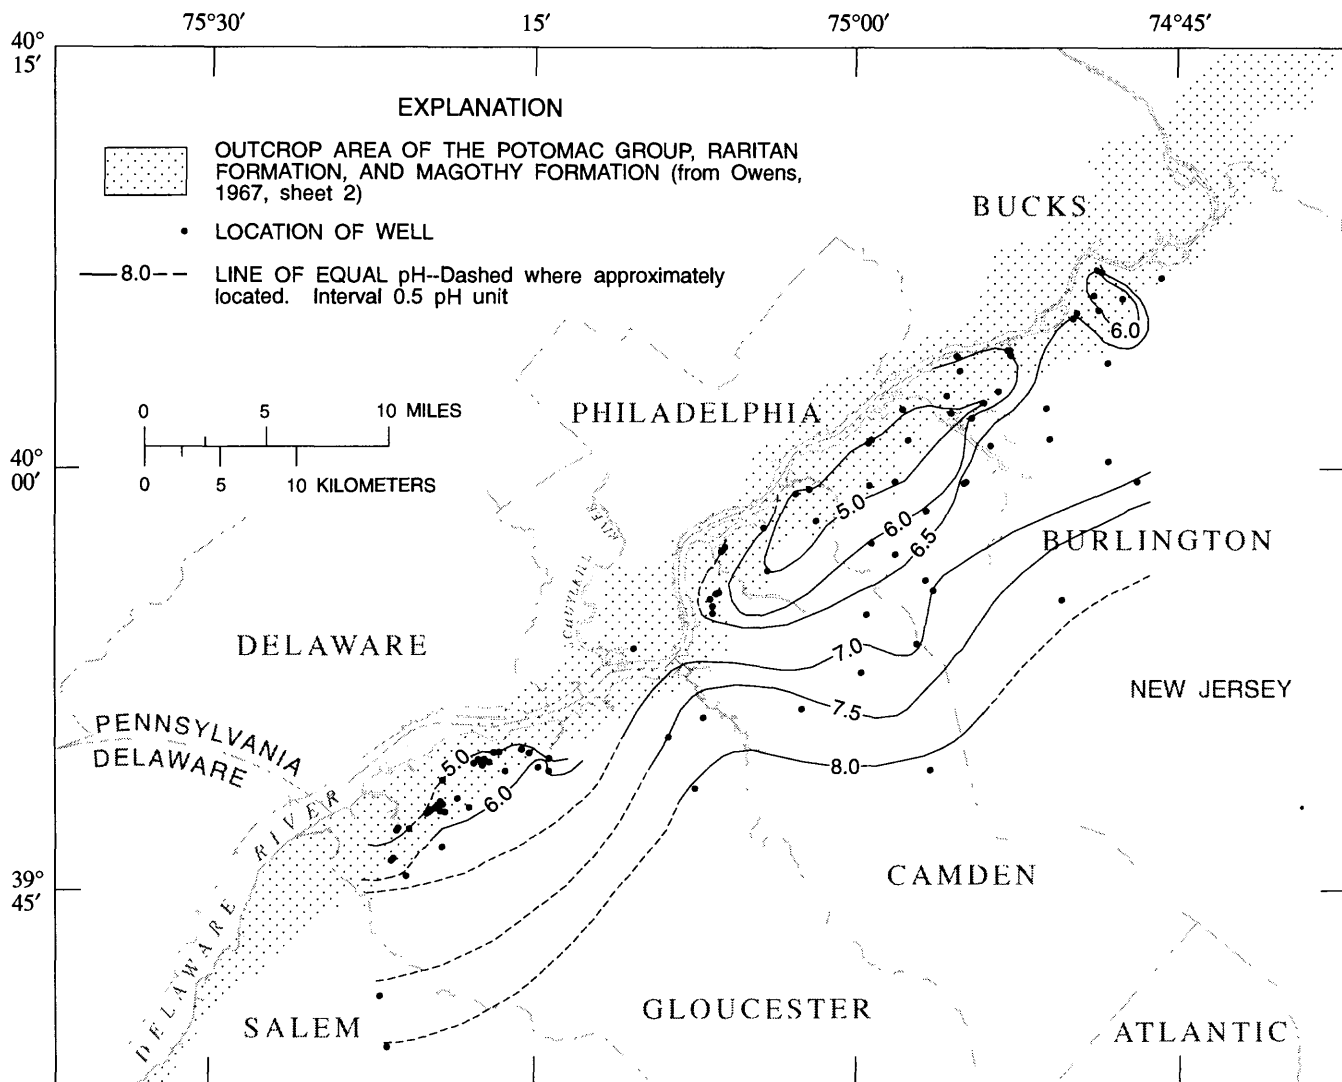 75°30′ 15′ 75°00′ 74°45′
40°
15′
EXPLANATION
OUTCROP AREA OF THE POTOMAC GROUP, RARITAN
FORMATION, AND MAGOTHY FORMATION (from Owens,
1967, sheet 2)
LOCATION OF WELL
8.0
LINE OF EQUAL pH--Dashed where approximately
located. Interval 0.5 pH unit
BUCKS
6.0
0 5 10 MILES
0 5 10 KILOMETERS
PHILADELPHIA
40°
00′
5.0
6.0
6.5
BURLINGTON
SCHUYLKILL RIVER
DELAWARE
7.0
NEW JERSEY
7.5
PENNSYLVANIA
DELAWARE
8.0
5.0
6.0
DELAWARE RIVER
CAMDEN
39°
45′
GLOUCESTER
SALEM
ATLANTIC